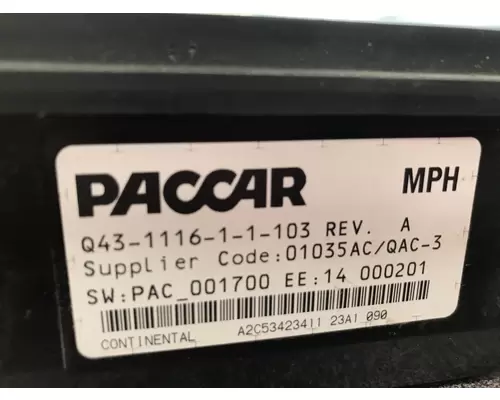 PACCAR MPH
Q43-1116-1-1-103 REV. A
Supplier Code:01035AC/QAC-3
SW:PAC_001700 EE:14 000201
CONTINENTAL A2C53423411 23A1 090